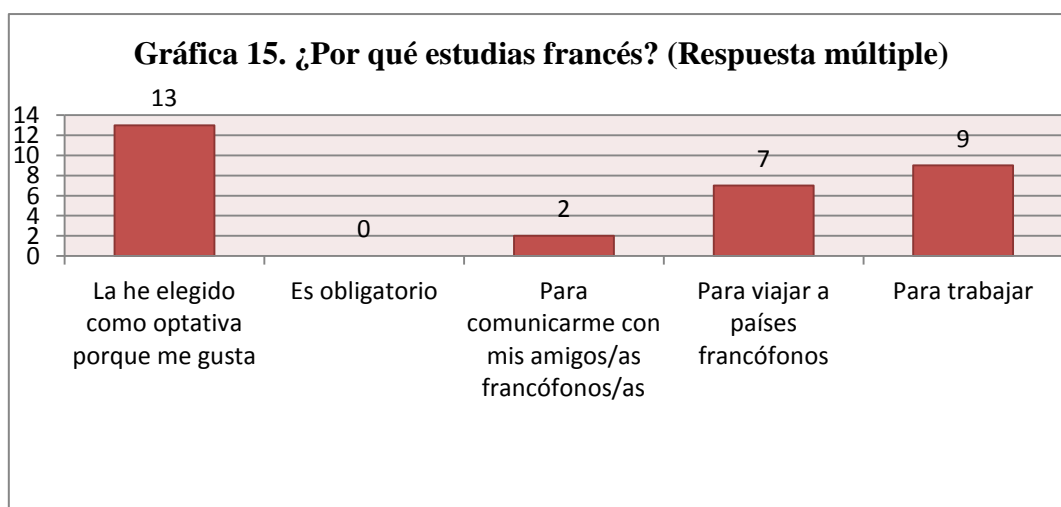 Gráfica 15. ¿Por qué estudias francés? (Respuesta múltiple)
14
12
10
8
6
4
2
0
13
0
2
7
9
La he elegido
como optativa
porque me gusta
Es obligatorio
Para
comunicarme con
mis amigos/as
francófonos/as
Para viajar a
países
francófonos
Para trabajar